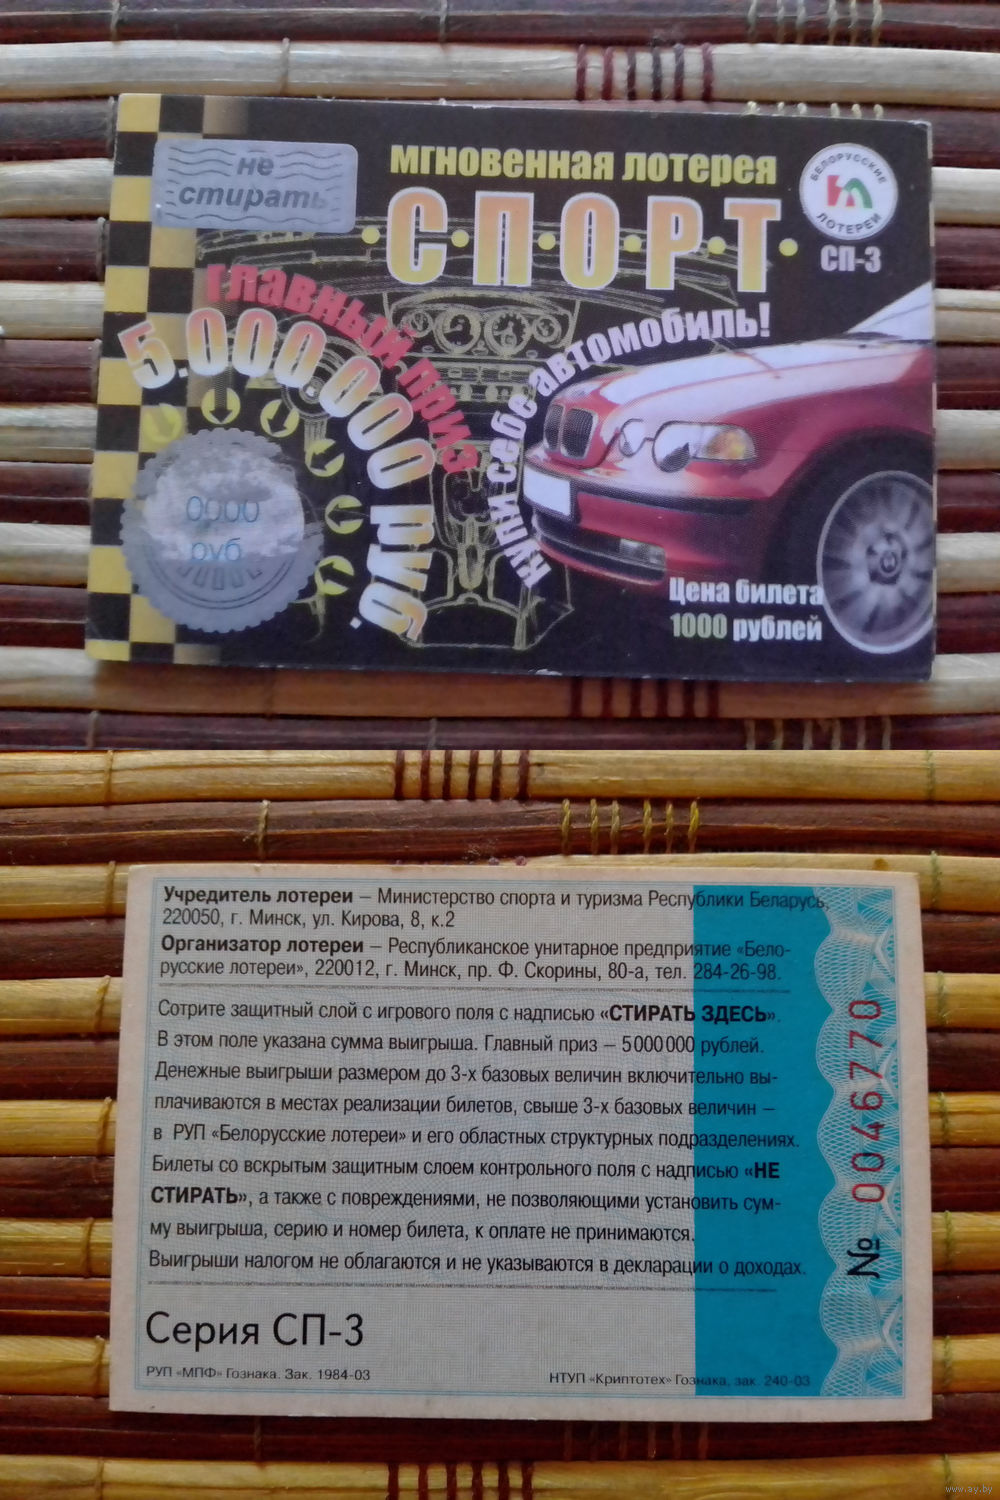 не
стирать
мгновенная лотерея
СПОРТ
БЕЛОРУССКИЕ
ЛОТЕРЕИ
СП-3
главный приз
5.000.000 руб.
купи себе автомобиль!
0000
руб
Цена билета
1000 рублей
Учредитель лотереи – Министерство спорта и туризма Республики Беларусь,
220050, г. Минск, ул. Кирова, 8, к.2
Организатор лотереи – Республиканское унитарное предприятие «Бело-
русские лотереи», 220012, г. Минск, пр. Ф. Скорины, 80-а, тел. 284-26-98.
Сотрите защитный слой с игрового поля с надписью «СТИРАТЬ ЗДЕСЬ».
В этом поле указана сумма выигрыша. Главный приз – 5 000 000 рублей.
Денежные выигрыши размером до 3-х базовых величин включительно вы-
плачиваются в местах реализации билетов, свыше 3-х базовых величин –
в РУП «Белорусские лотереи» и его областных структурных подразделениях.
Билеты со вскрытым защитным слоем контрольного поля с надписью «НЕ
СТИРАТЬ», а также с повреждениями, не позволяющими установить сум-
му выигрыша, серию и номер билета, к оплате не принимаются.
Выигрыши налогом не облагаются и не указываются в декларации о доходах.
№ 0046770
Серия СП-3
РУП «МПФ» Гознака. Зак. 1984-03
НТУП «Криптотех» Гознака, зак. 240-03
www.ay.by